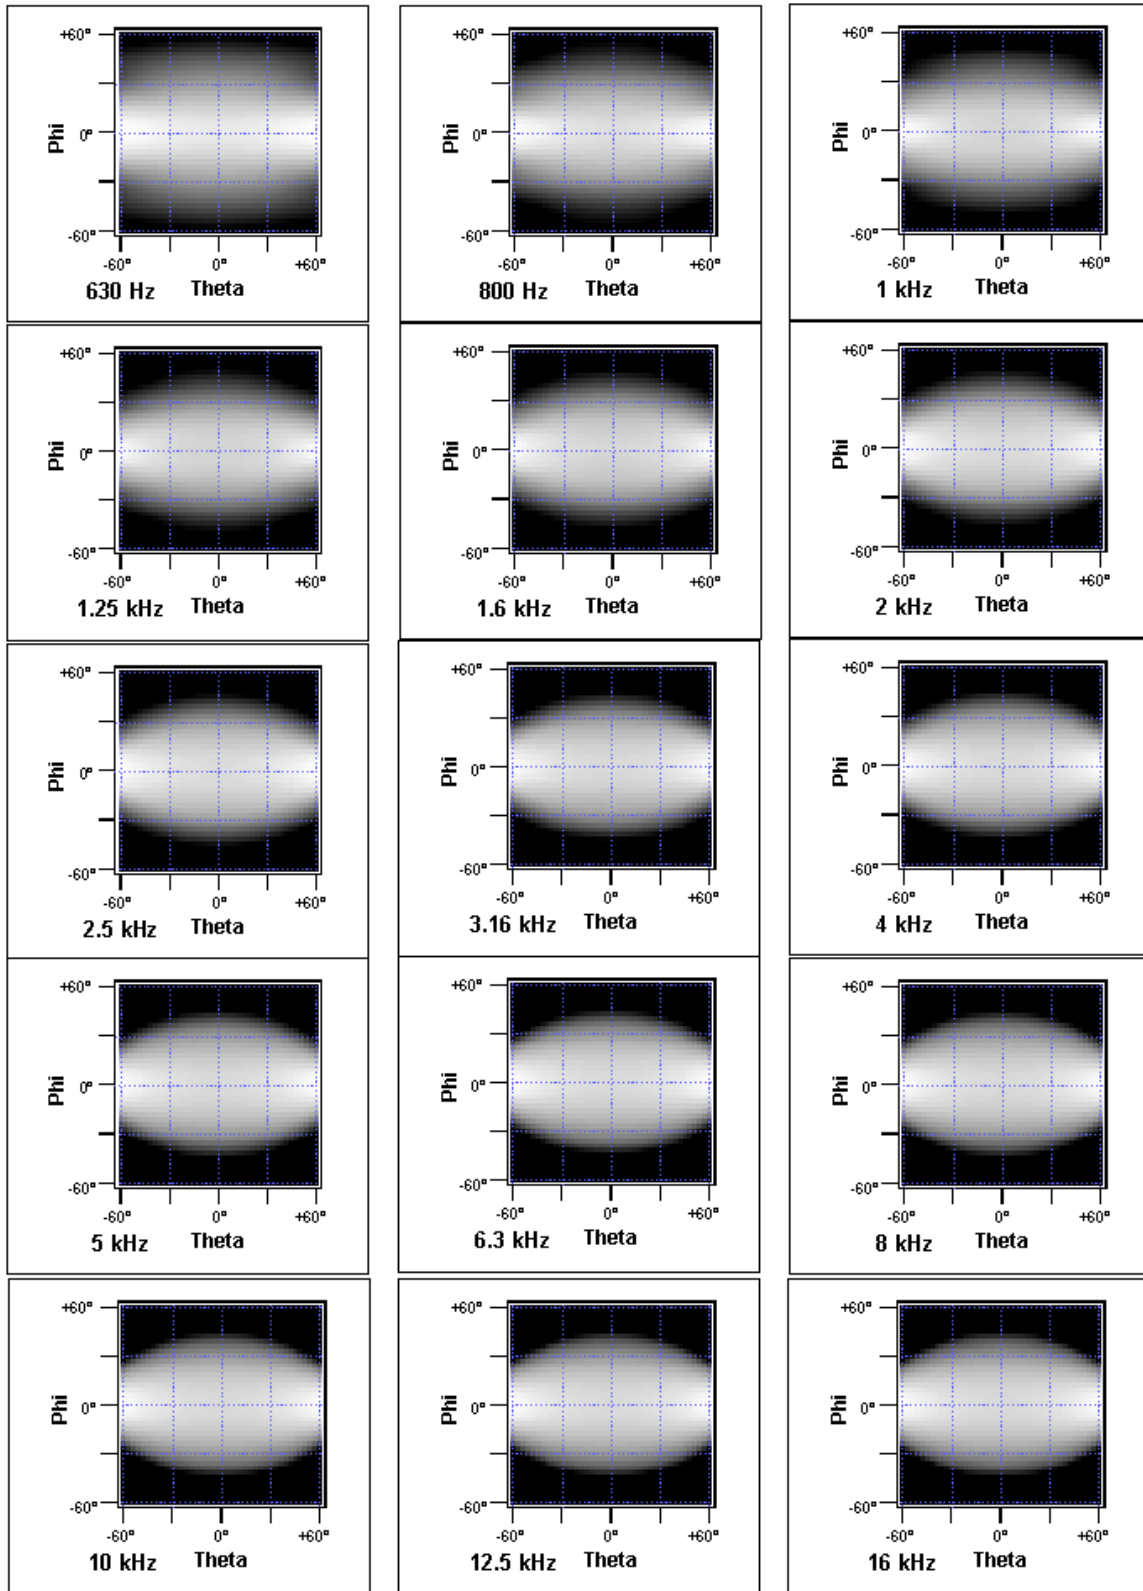 +60°
Phi
0°
-60°
-60° 0° +60°
630 Hz Theta
+60°
Phi
0°
-60°
-60° 0° +60°
800 Hz Theta
+60°
Phi
0°
-60°
-60° 0° +60°
1 kHz Theta
+60°
Phi
0°
-60°
-60° 0° +60°
1.25 kHz Theta
+60°
Phi
0°
-60°
-60° 0° +60°
1.6 kHz Theta
+60°
Phi
0°
-60°
-60° 0° +60°
2 kHz Theta
+60°
Phi
0°
-60°
-60° 0° +60°
2.5 kHz Theta
+60°
Phi
0°
-60°
-60° 0° +60°
3.16 kHz Theta
+60°
Phi
0°
-60°
-60° 0° +60°
4 kHz Theta
+60°
Phi
0°
-60°
-60° 0° +60°
5 kHz Theta
+60°
Phi
0°
-60°
-60° 0° +60°
6.3 kHz Theta
+60°
Phi
0°
-60°
-60° 0° +60°
8 kHz Theta
+60°
Phi
0°
-60°
-60° 0° +60°
10 kHz Theta
+60°
Phi
0°
-60°
-60° 0° +60°
12.5 kHz Theta
+60°
Phi
0°
-60°
-60° 0° +60°
16 kHz Theta